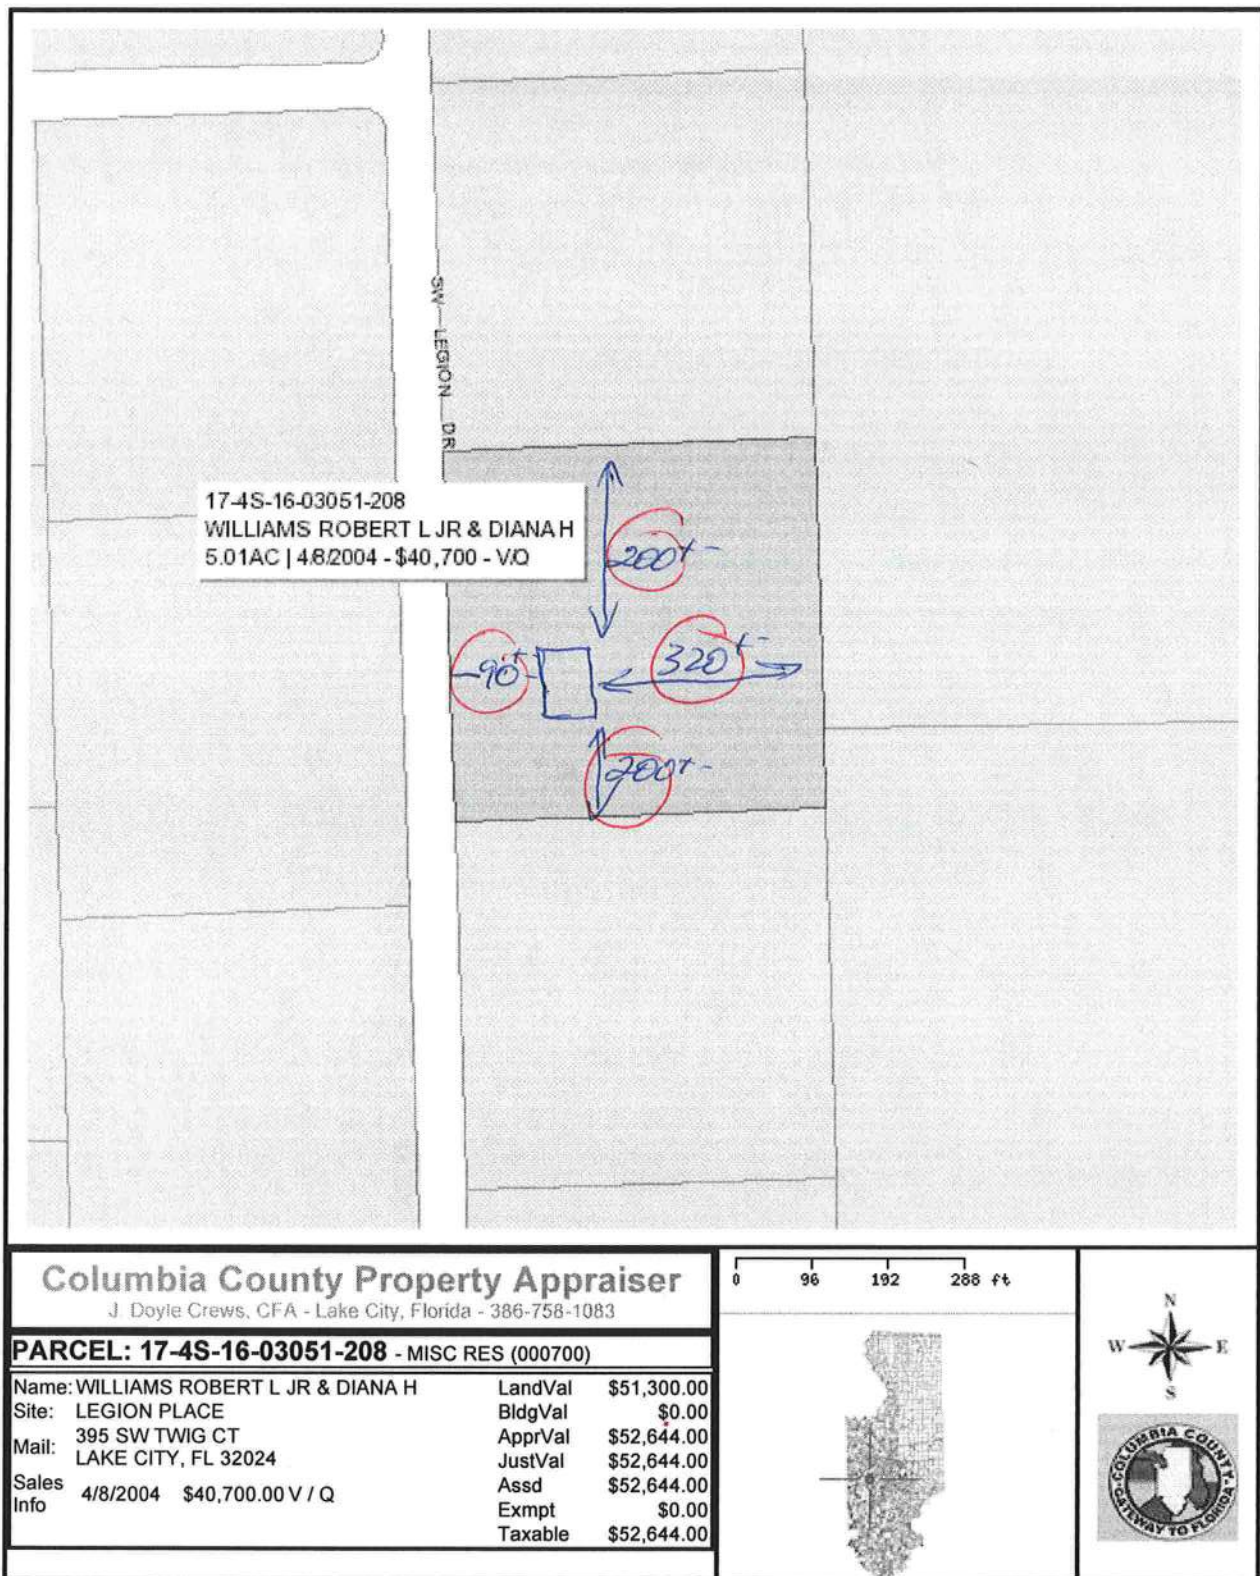 SW LEGION DR
17-4S-16-03051-208
WILLIAMS ROBERT L JR & DIANA H
5.01AC | 4/8/2004 - $40,700 - V/Q
200+-
90+-
320+-
200+-
Columbia County Property Appraiser
J. Doyle Crews, CFA - Lake City, Florida - 386-758-1083
PARCEL: 17-4S-16-03051-208 - MISC RES (000700)
Name: WILLIAMS ROBERT L JR & DIANA H
Site: LEGION PLACE
Mail: 395 SW TWIG CT
LAKE CITY, FL 32024
Sales Info 4/8/2004 $40,700.00 V / Q
LandVal $51,300.00
BldgVal $0.00
ApprVal $52,644.00
JustVal $52,644.00
Assd $52,644.00
Exmpt $0.00
Taxable $52,644.00
0 96 192 288 ft
N
W E
S
COLUMBIA COUNTY
GATEWAY TO FLORIDA